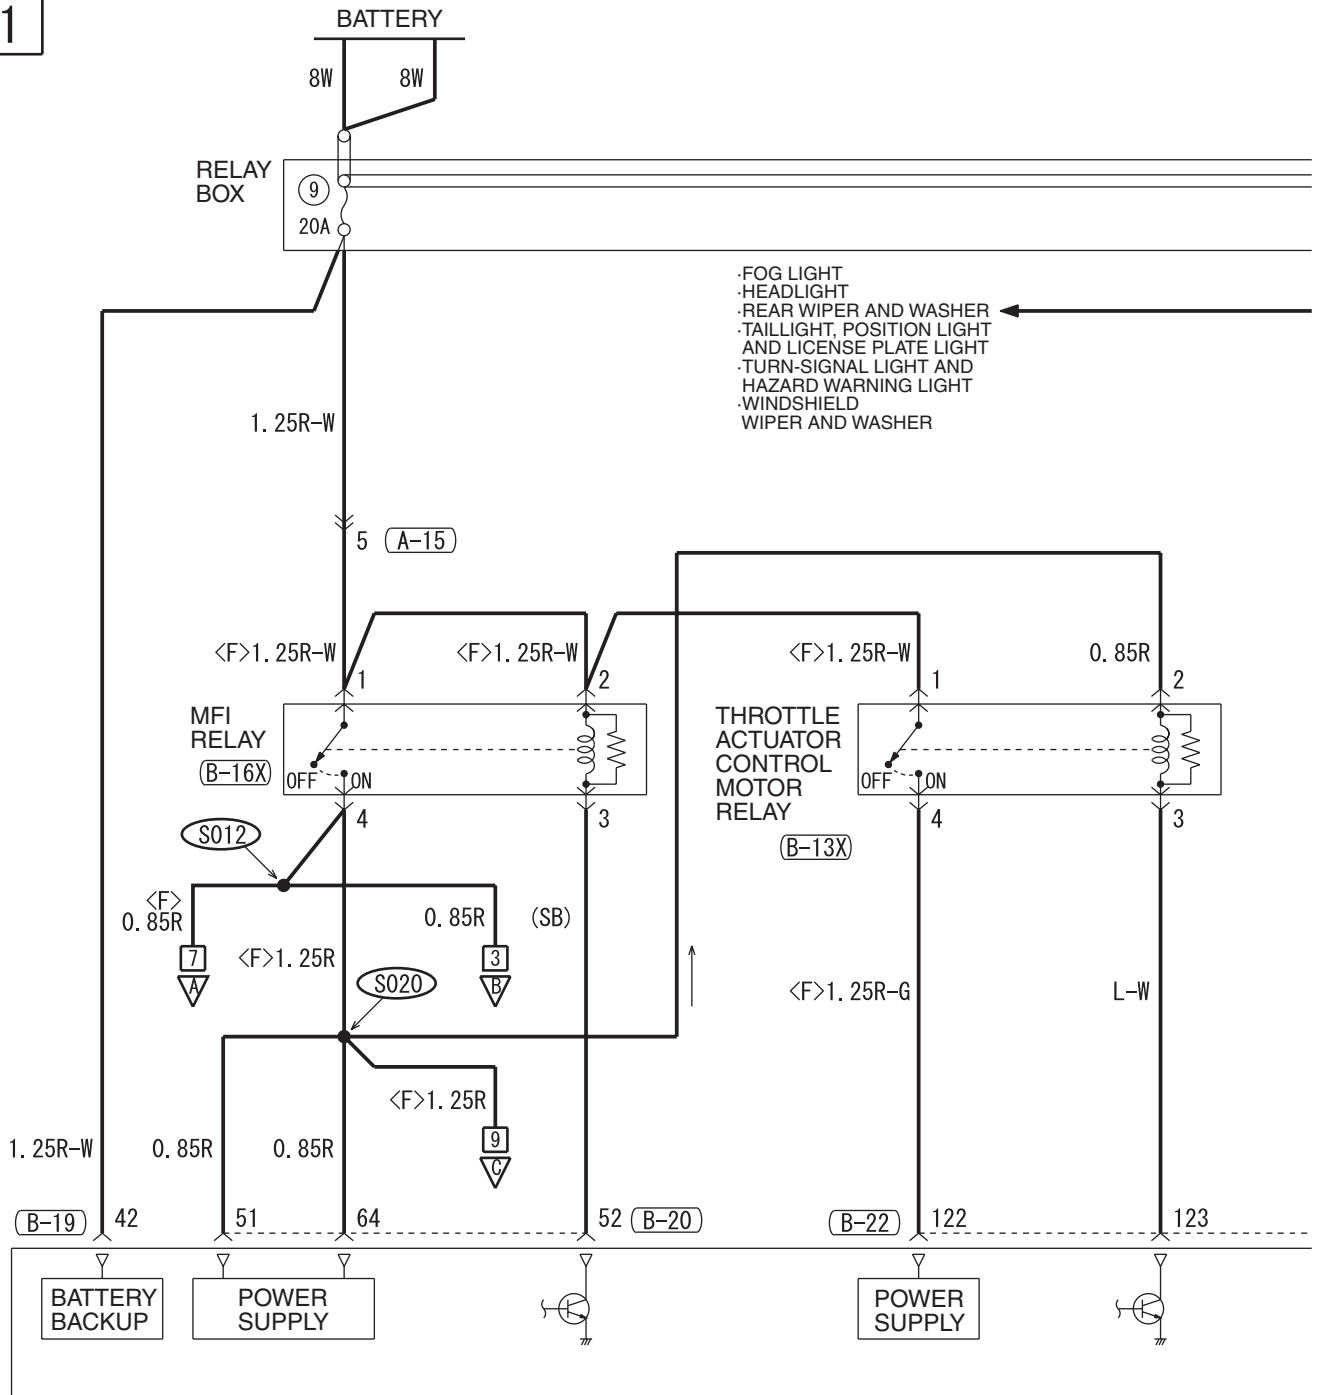 1
BATTERY
8W 8W
RELAY
BOX
9
20A
·FOG LIGHT
·HEADLIGHT
·REAR WIPER AND WASHER
·TAILLIGHT, POSITION LIGHT
AND LICENSE PLATE LIGHT
·TURN-SIGNAL LIGHT AND
HAZARD WARNING LIGHT
·WINDSHIELD
WIPER AND WASHER
1.25R-W
5 A-15
<F>1.25R-W <F>1.25R-W <F>1.25R-W 0.85R
1 2 1 2
MFI
RELAY
B-16X
OFF ON
THROTTLE
ACTUATOR
CONTROL
MOTOR
RELAY
B-13X
OFF ON
4 3 4 3
S012
<F>
0.85R
0.85R (SB)
7 <F>1.25R 3
A B
S020
<F>1.25R-G L-W
<F>1.25R
9
C
1.25R-W 0.85R 0.85R
B-19 42 51 64 52 B-20 B-22 122 123
BATTERY
BACKUP
POWER
SUPPLY
POWER
SUPPLY